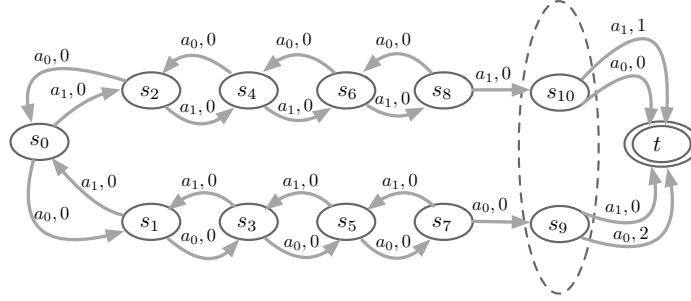 a₁, 1
a₀, 0 a₀, 0 a₀, 0
a₀, 0 a₀, 0
a₁, 0 s₂ s₄ s₆ s₈ a₁, 0 s₁₀
a₁, 0 a₁, 0 a₁, 0
s₀ t
a₁, 0 a₁, 0 a₁, 0 a₁, 0
a₀, 0 a₀, 0 a₁, 0
s₁ s₃ s₅ s₇ s₉
a₀, 0 a₀, 0 a₀, 0 a₀, 2